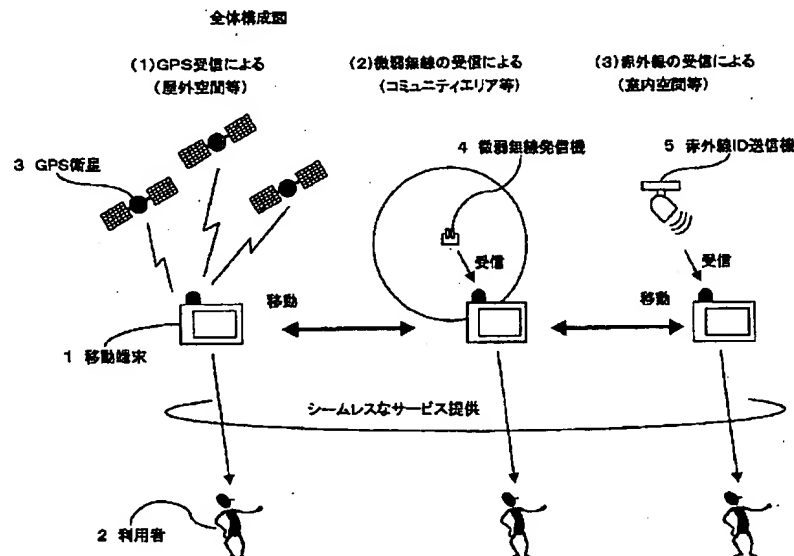 全体構成図
(1)GPS受信による
(屋外空間等)
(2)微弱無線の受信による
(コミュニティエリア等)
(3)赤外線の受信による
(室内空間等)
3 GPS衛星
4 微弱無線発信機
5 赤外線ID送信機
受信
受信
移動
移動
1 移動端末
シームレスなサービス提供
2 利用者